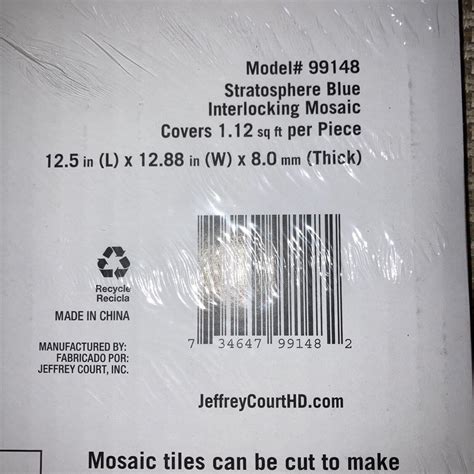 Model# 99148
Stratosphere Blue
Interlocking Mosaic
Covers 1.12 sq ft per Piece
12.5 in (L) x 12.88 in (W) x 8.0 mm (Thick)
Recycle
Recicla
MADE IN CHINA
MANUFACTURED BY:
FABRICADO POR:
JEFFREY COURT, INC.
7 34647 99148 2
JeffreyCourtHD.com
Mosaic tiles can be cut to make